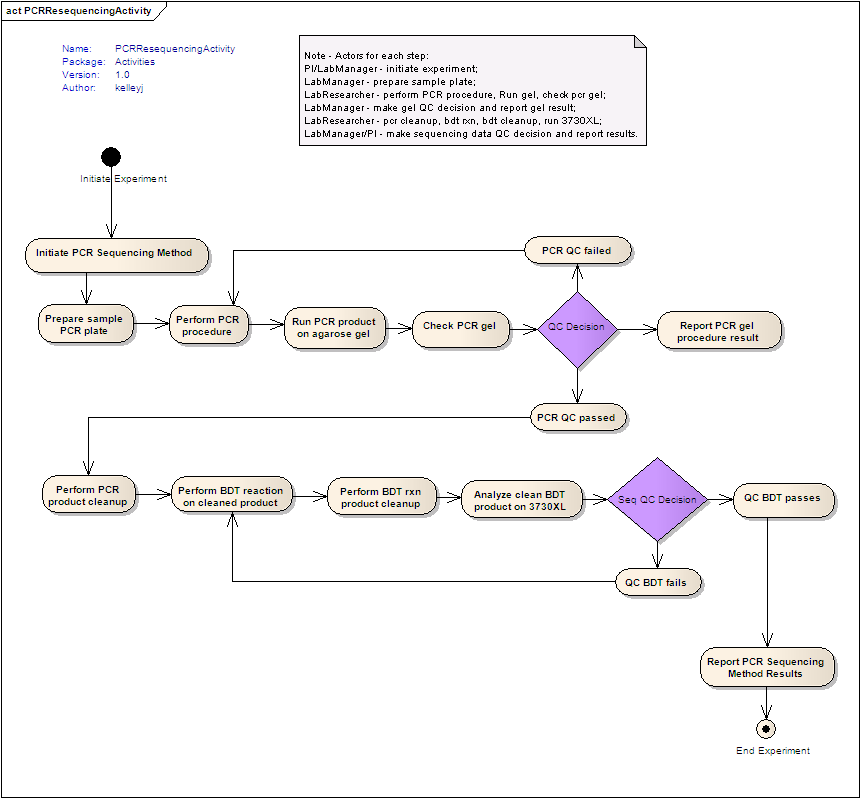 act PCRResequencingActivity
Name: PCRResequencingActivity
Package: Activities
Version: 1.0
Author: kelleyj
Note - Actors for each step:
PI/LabManager - initiate experiment;
LabManager - prepare sample plate;
LabResearcher - perform PCR procedure, Run gel, check pcr gel;
LabManager - make gel QC decision and report gel result;
LabResearcher - pcr cleanup, bdt rxn, bdt cleanup, run 3730XL;
LabManager/PI - make sequencing data QC decision and report results.
Initiate Experiment
Initiate PCR Sequencing Method
PCR QC failed
Prepare sample
PCR plate
Perform PCR
procedure
Run PCR product
on agarose gel
Check PCR gel
QC Decision
Report PCR gel
procedure result
PCR QC passed
Perform PCR
product cleanup
Perform BDT reaction
on cleaned product
Perform BDT rxn
product cleanup
Analyze clean BDT
product on 3730XL
Seq QC Decision
QC BDT passes
QC BDT fails
Report PCR Sequencing
Method Results
End Experiment